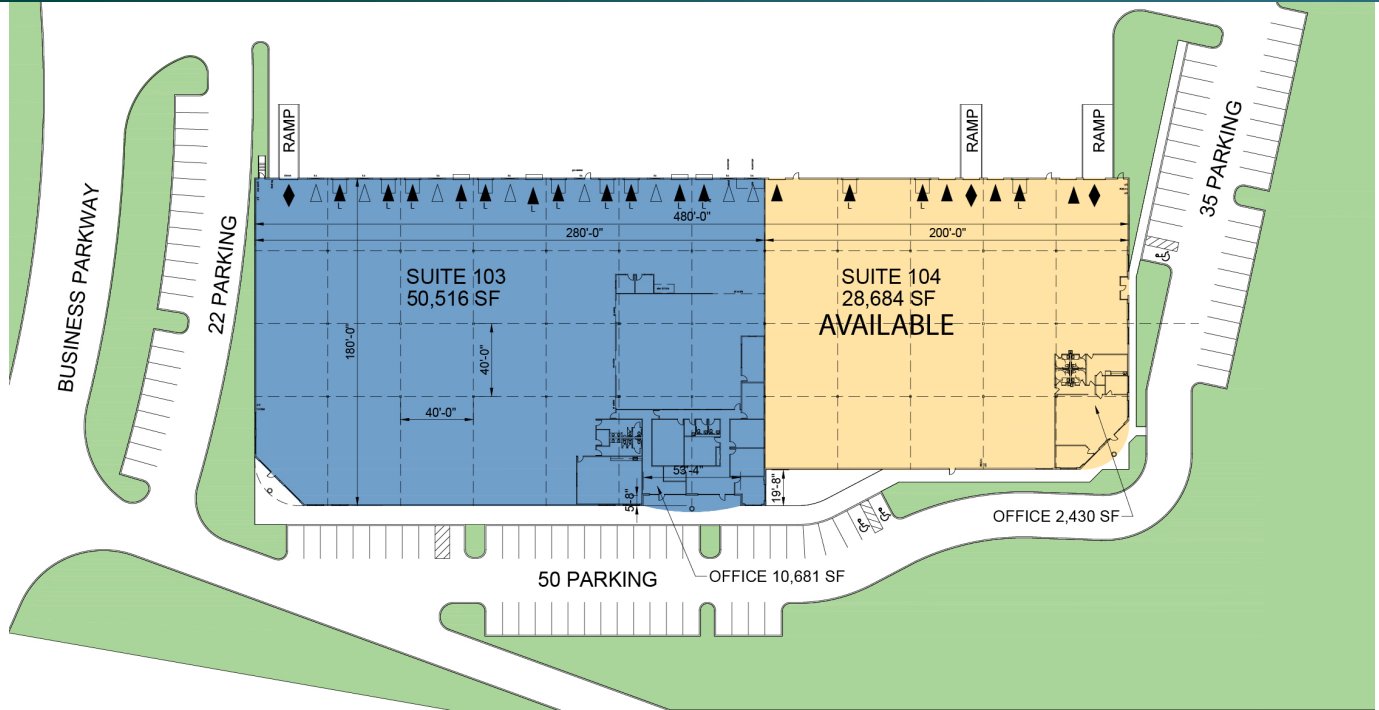 RAMP
RAMP
RAMP
35 PARKING
BUSINESS PARKWAY
22 PARKING
L
L
L
L
L
L
L
L
L
L
L
L
L
L
480'-0"
280'-0"
200'-0"
SUITE 103
50,516 SF
SUITE 104
28,684 SF
AVAILABLE
180'-0"
40'-0"
40'-0"
53'-4"
5'-8"
19'-8"
OFFICE 2,430 SF
OFFICE 10,681 SF
50 PARKING